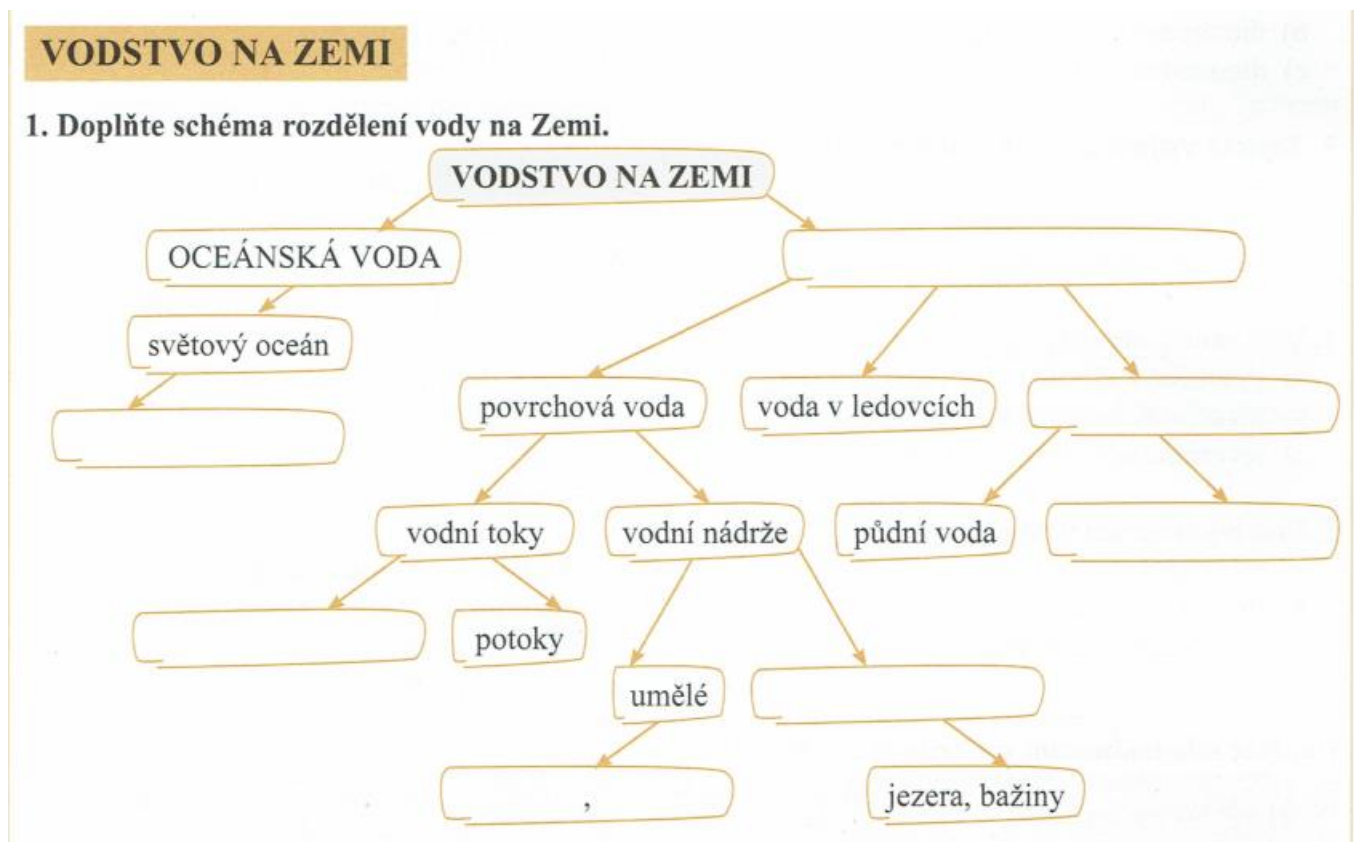 VODSTVO NA ZEMI
1. Doplňte schéma rozdělení vody na Zemi.
VODSTVO NA ZEMI
OCEÁNSKÁ VODA
světový oceán
povrchová voda
voda v ledovcích
vodní toky
vodní nádrže
půdní voda
potoky
umělé
,
jezera, bažiny